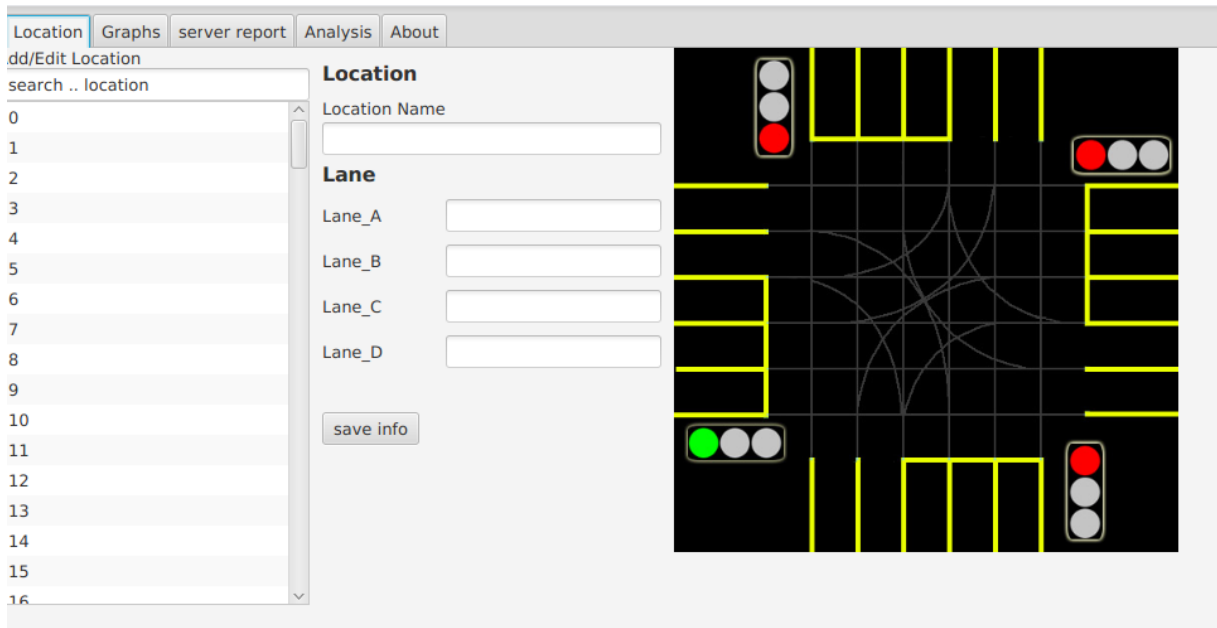 Location Graphs server report Analysis About
dd/Edit Location
search .. location
0
1
2
3
4
5
6
7
8
9
10
11
12
13
14
15
16
Location
Location Name
Lane
Lane_A
Lane_B
Lane_C
Lane_D
save info